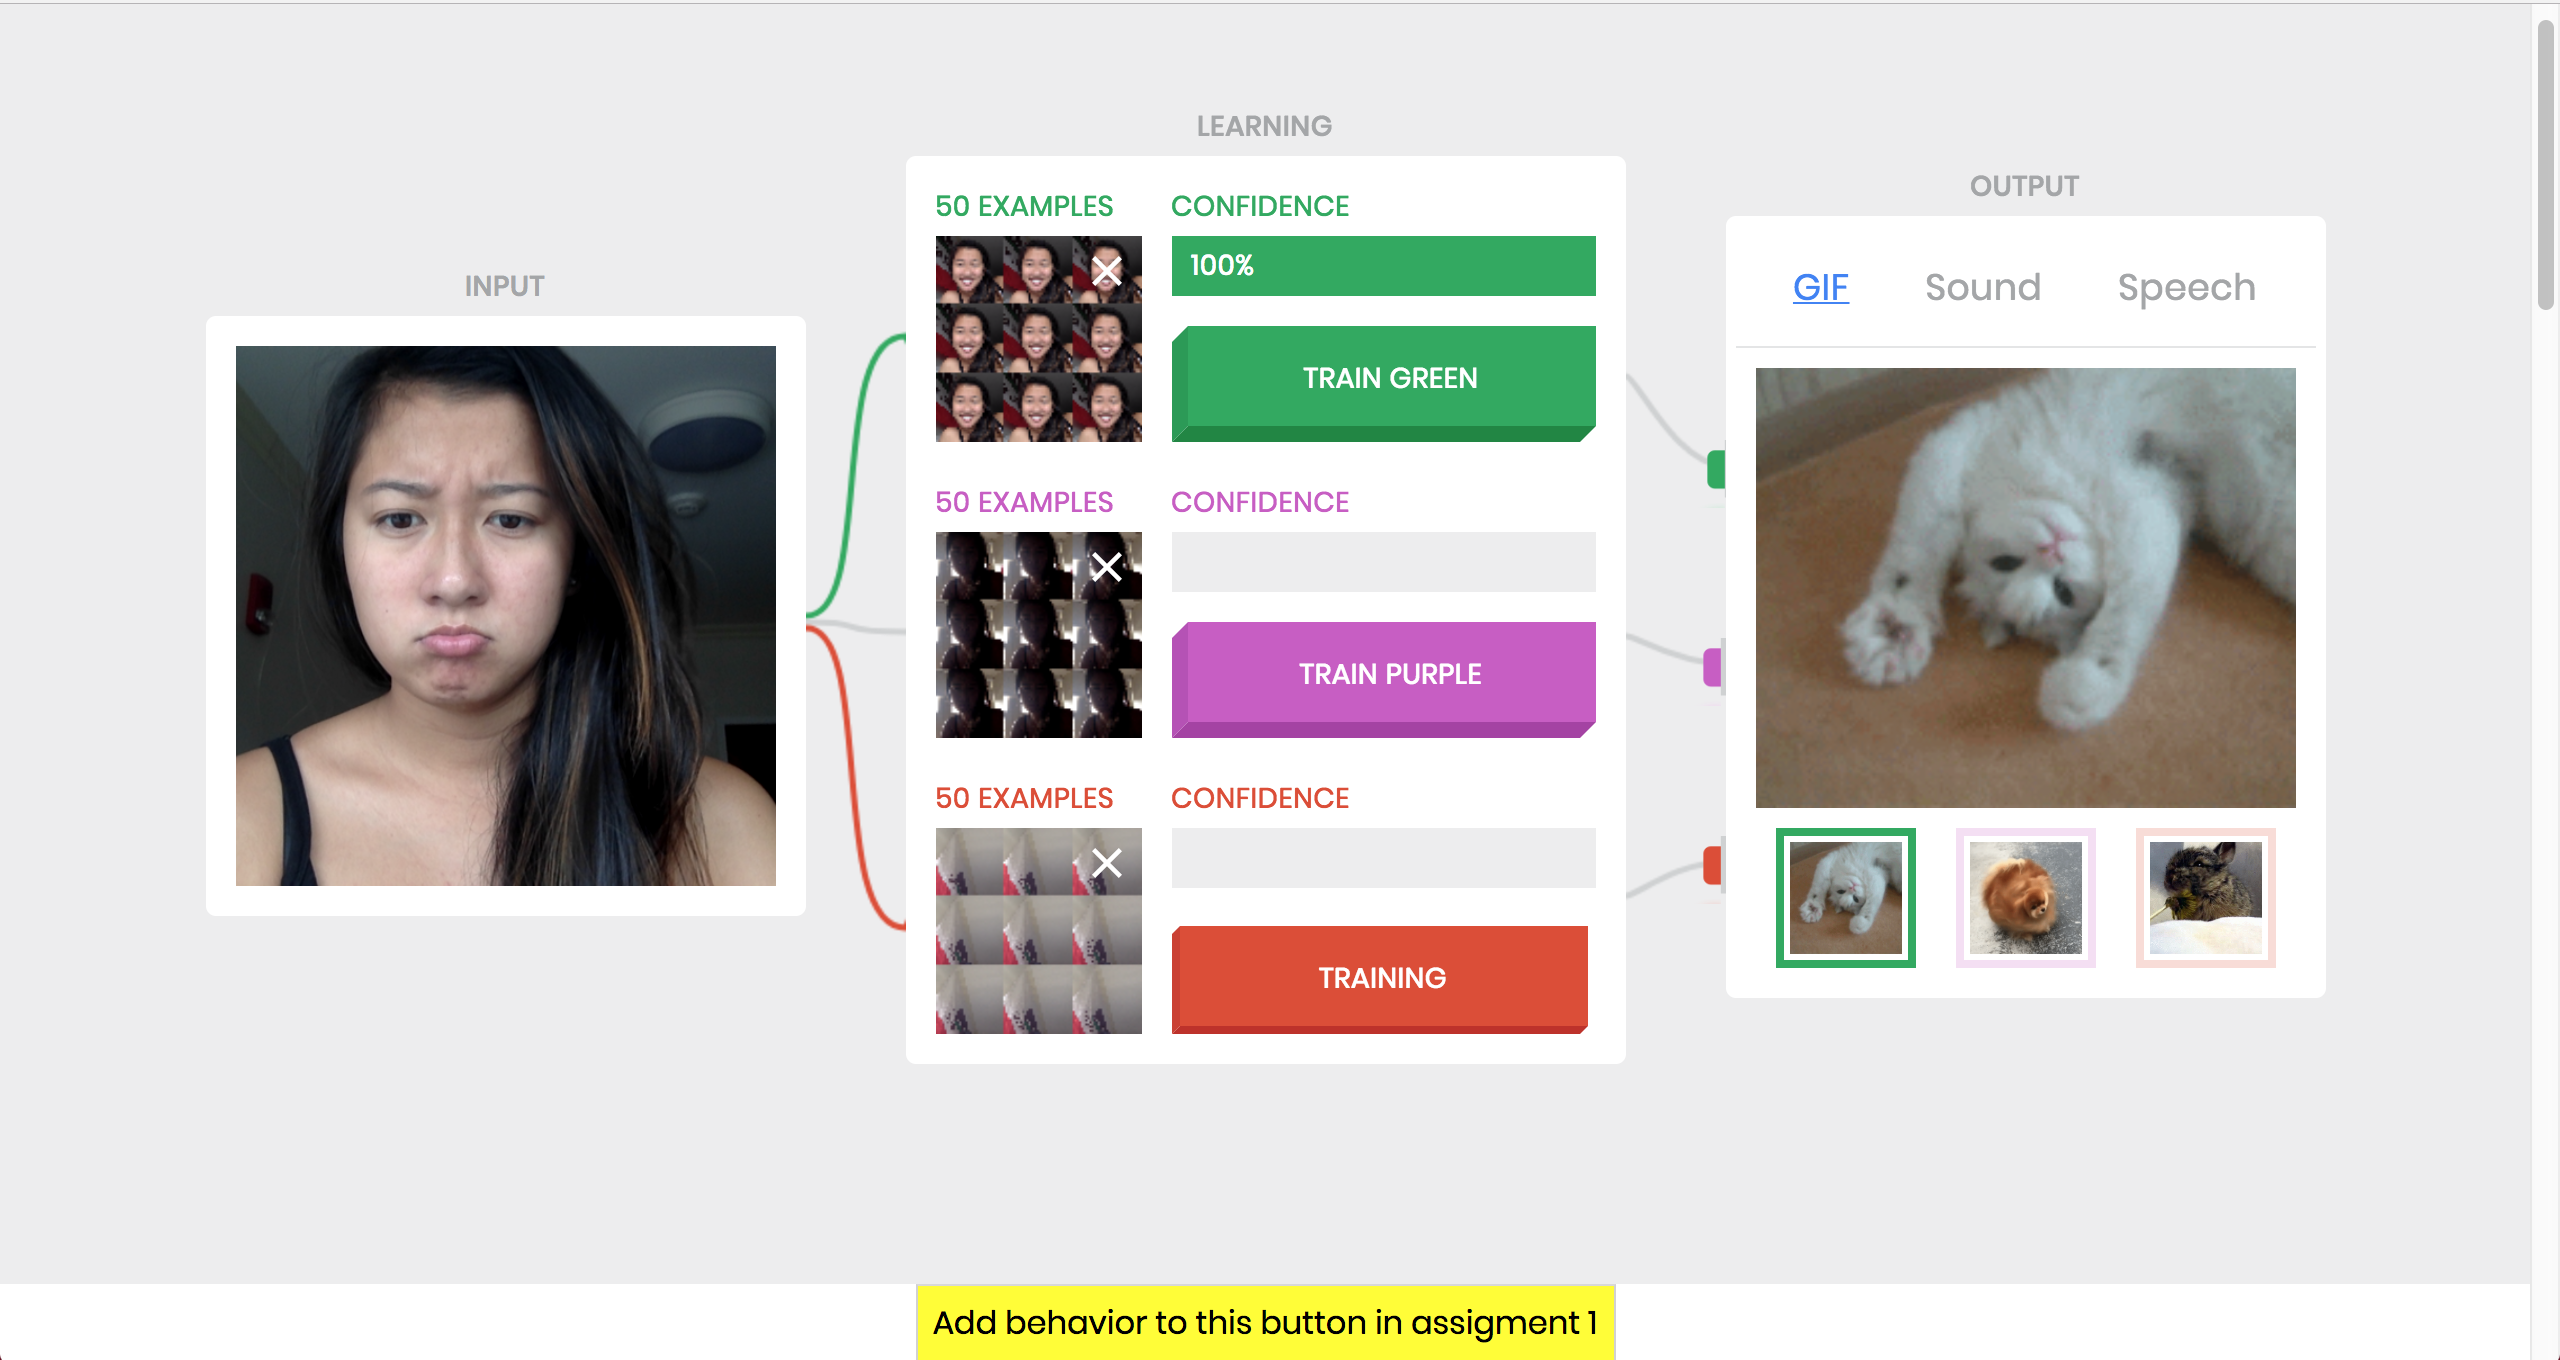 LEARNING
OUTPUT
INPUT
50 EXAMPLES
CONFIDENCE
100%
TRAIN GREEN
50 EXAMPLES
CONFIDENCE
TRAIN PURPLE
50 EXAMPLES
CONFIDENCE
TRAINING
GIF
Sound
Speech
Add behavior to this button in assigment 1